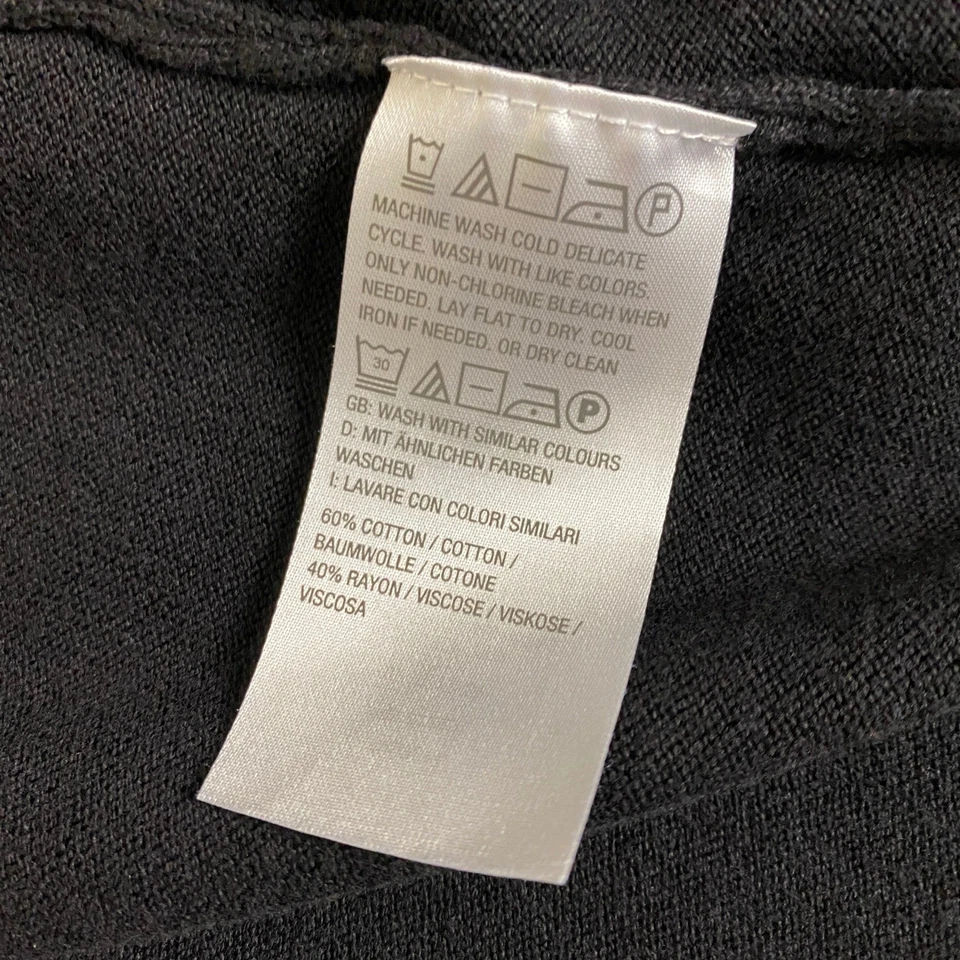 P
MACHINE WASH COLD DELICATE
CYCLE. WASH WITH LIKE COLORS.
ONLY NON-CHLORINE BLEACH WHEN
NEEDED. LAY FLAT TO DRY. COOL
IRON IF NEEDED. OR DRY CLEAN
30 P
GB: WASH WITH SIMILAR COLOURS
D: MIT ÄHNLICHEN FARBEN
WASCHEN
I: LAVARE CON COLORI SIMILARI
60% COTTON / COTTON /
BAUMWOLLE / COTONE
40% RAYON / VISCOSE / VISKOSE /
VISCOSA